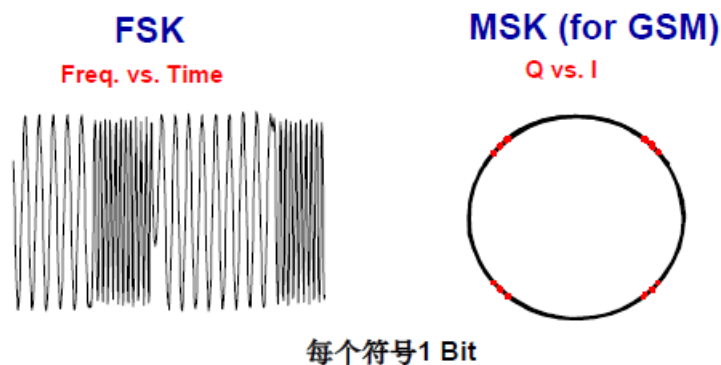 FSK
Freq. vs. Time
MSK (for GSM)
Q vs. I
每个符号1 Bit